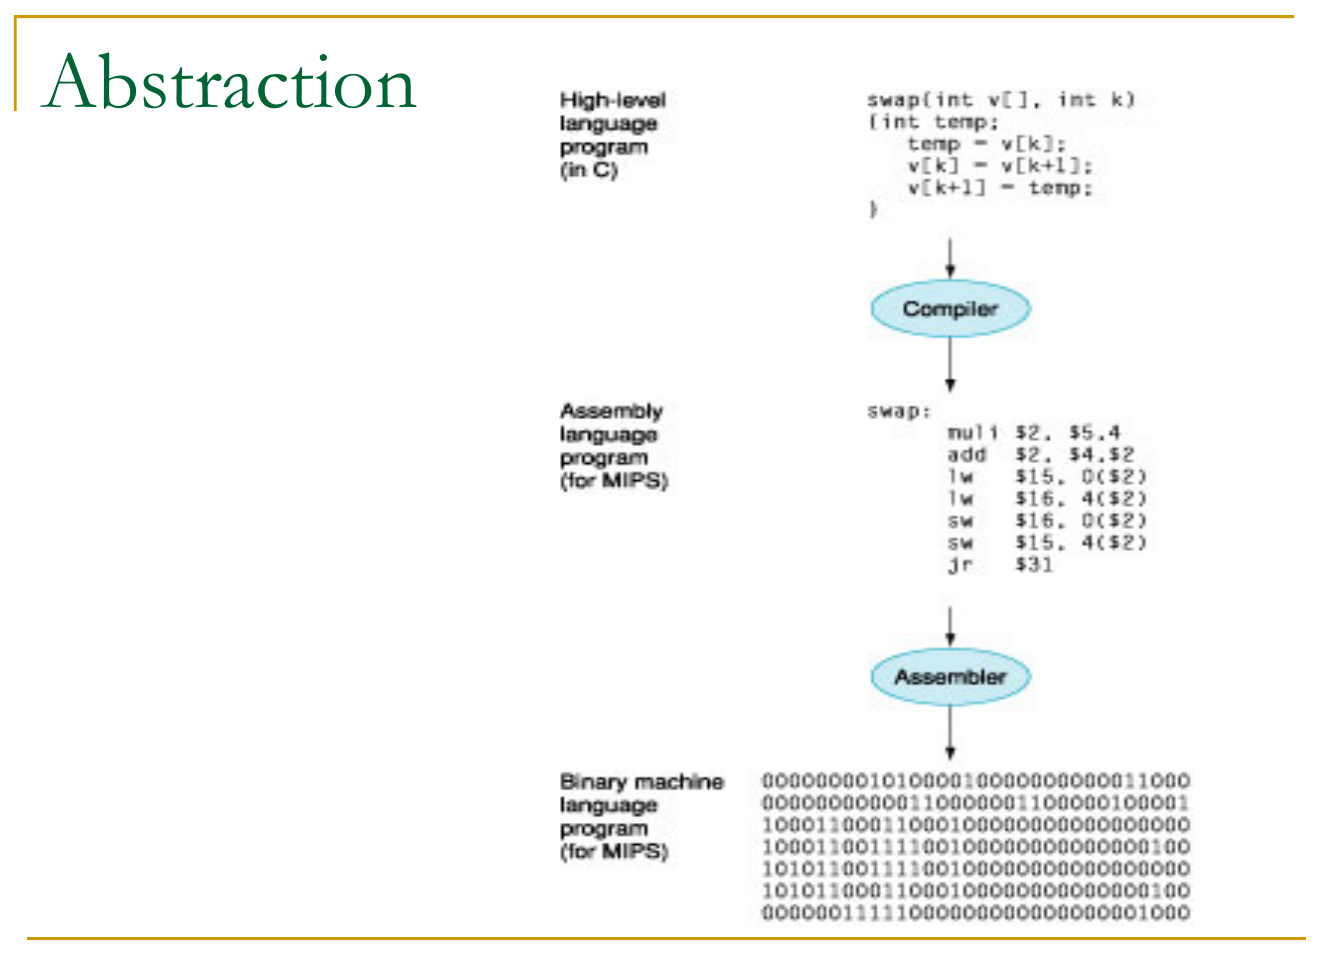 Abstraction
High-level
language
program
(in C)
swap(int v[], int k)
{int temp;
temp = v[k];
v[k] = v[k+1];
v[k+1] = temp;
}
Compiler
Assembly
language
program
(for MIPS)
swap:
muli $2, $5,4
add $2, $4,$2
lw $15, 0($2)
lw $16, 4($2)
sw $16, 0($2)
sw $15, 4($2)
jr $31
Assembler
Binary machine
language
program
(for MIPS)
00000000101000010000000000011000
00000000000110000001100000100001
10001100011000100000000000000000
10001100111100100000000000000100
10101100111100100000000000000000
10101100011000100000000000000100
00000011111000000000000000001000